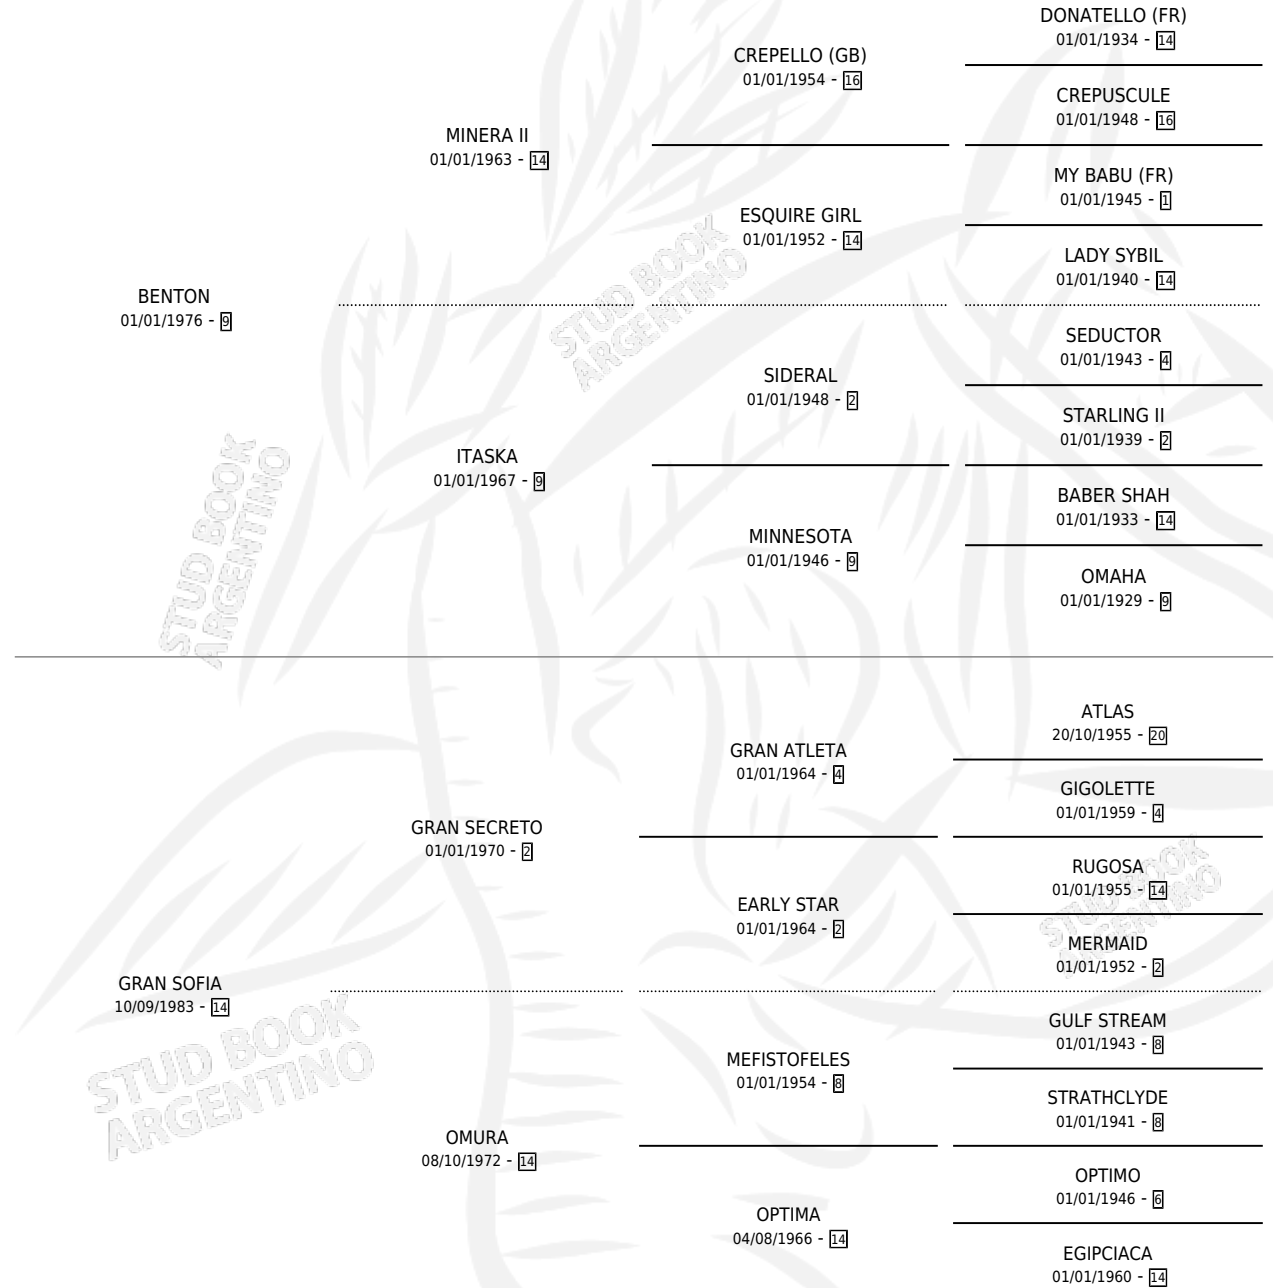 DONATELLO (FR)
01/01/1934 - 14
CREPELLO (GB)
01/01/1954 - 16
CREPUSCULE
01/01/1948 - 16
MINERA II
01/01/1963 - 14
MY BABU (FR)
01/01/1945 - 1
ESQUIRE GIRL
01/01/1952 - 14
LADY SYBIL
01/01/1940 - 14
BENTON
01/01/1976 - 9
STUD BOOK
ARGENTINO
SEDUCTOR
01/01/1943 - 4
SIDERAL
01/01/1948 - 2
STARLING II
01/01/1939 - 2
ITASKA
01/01/1967 - 9
BABER SHAH
01/01/1933 - 14
MINNESOTA
01/01/1946 - 9
OMAHA
01/01/1929 - 9
STUD BOOK
ARGENTINO
ATLAS
20/10/1955 - 20
GRAN ATLETA
01/01/1964 - 4
GIGOLETTE
01/01/1959 - 4
GRAN SECRETO
01/01/1970 - 2
RUGOSA
01/01/1955 - 14
EARLY STAR
01/01/1964 - 2
MERMAID
01/01/1952 - 2
STUD BOOK
ARGENTINO
GRAN SOFIA
10/09/1983 - 14
GULF STREAM
01/01/1943 - 8
MEFISTOFELES
01/01/1954 - 8
STRATHCLYDE
01/01/1941 - 8
STUD BOOK
ARGENTINO
OMURA
08/10/1972 - 14
OPTIMO
01/01/1946 - 6
OPTIMA
04/08/1966 - 14
EGIPCIACA
01/01/1960 - 14